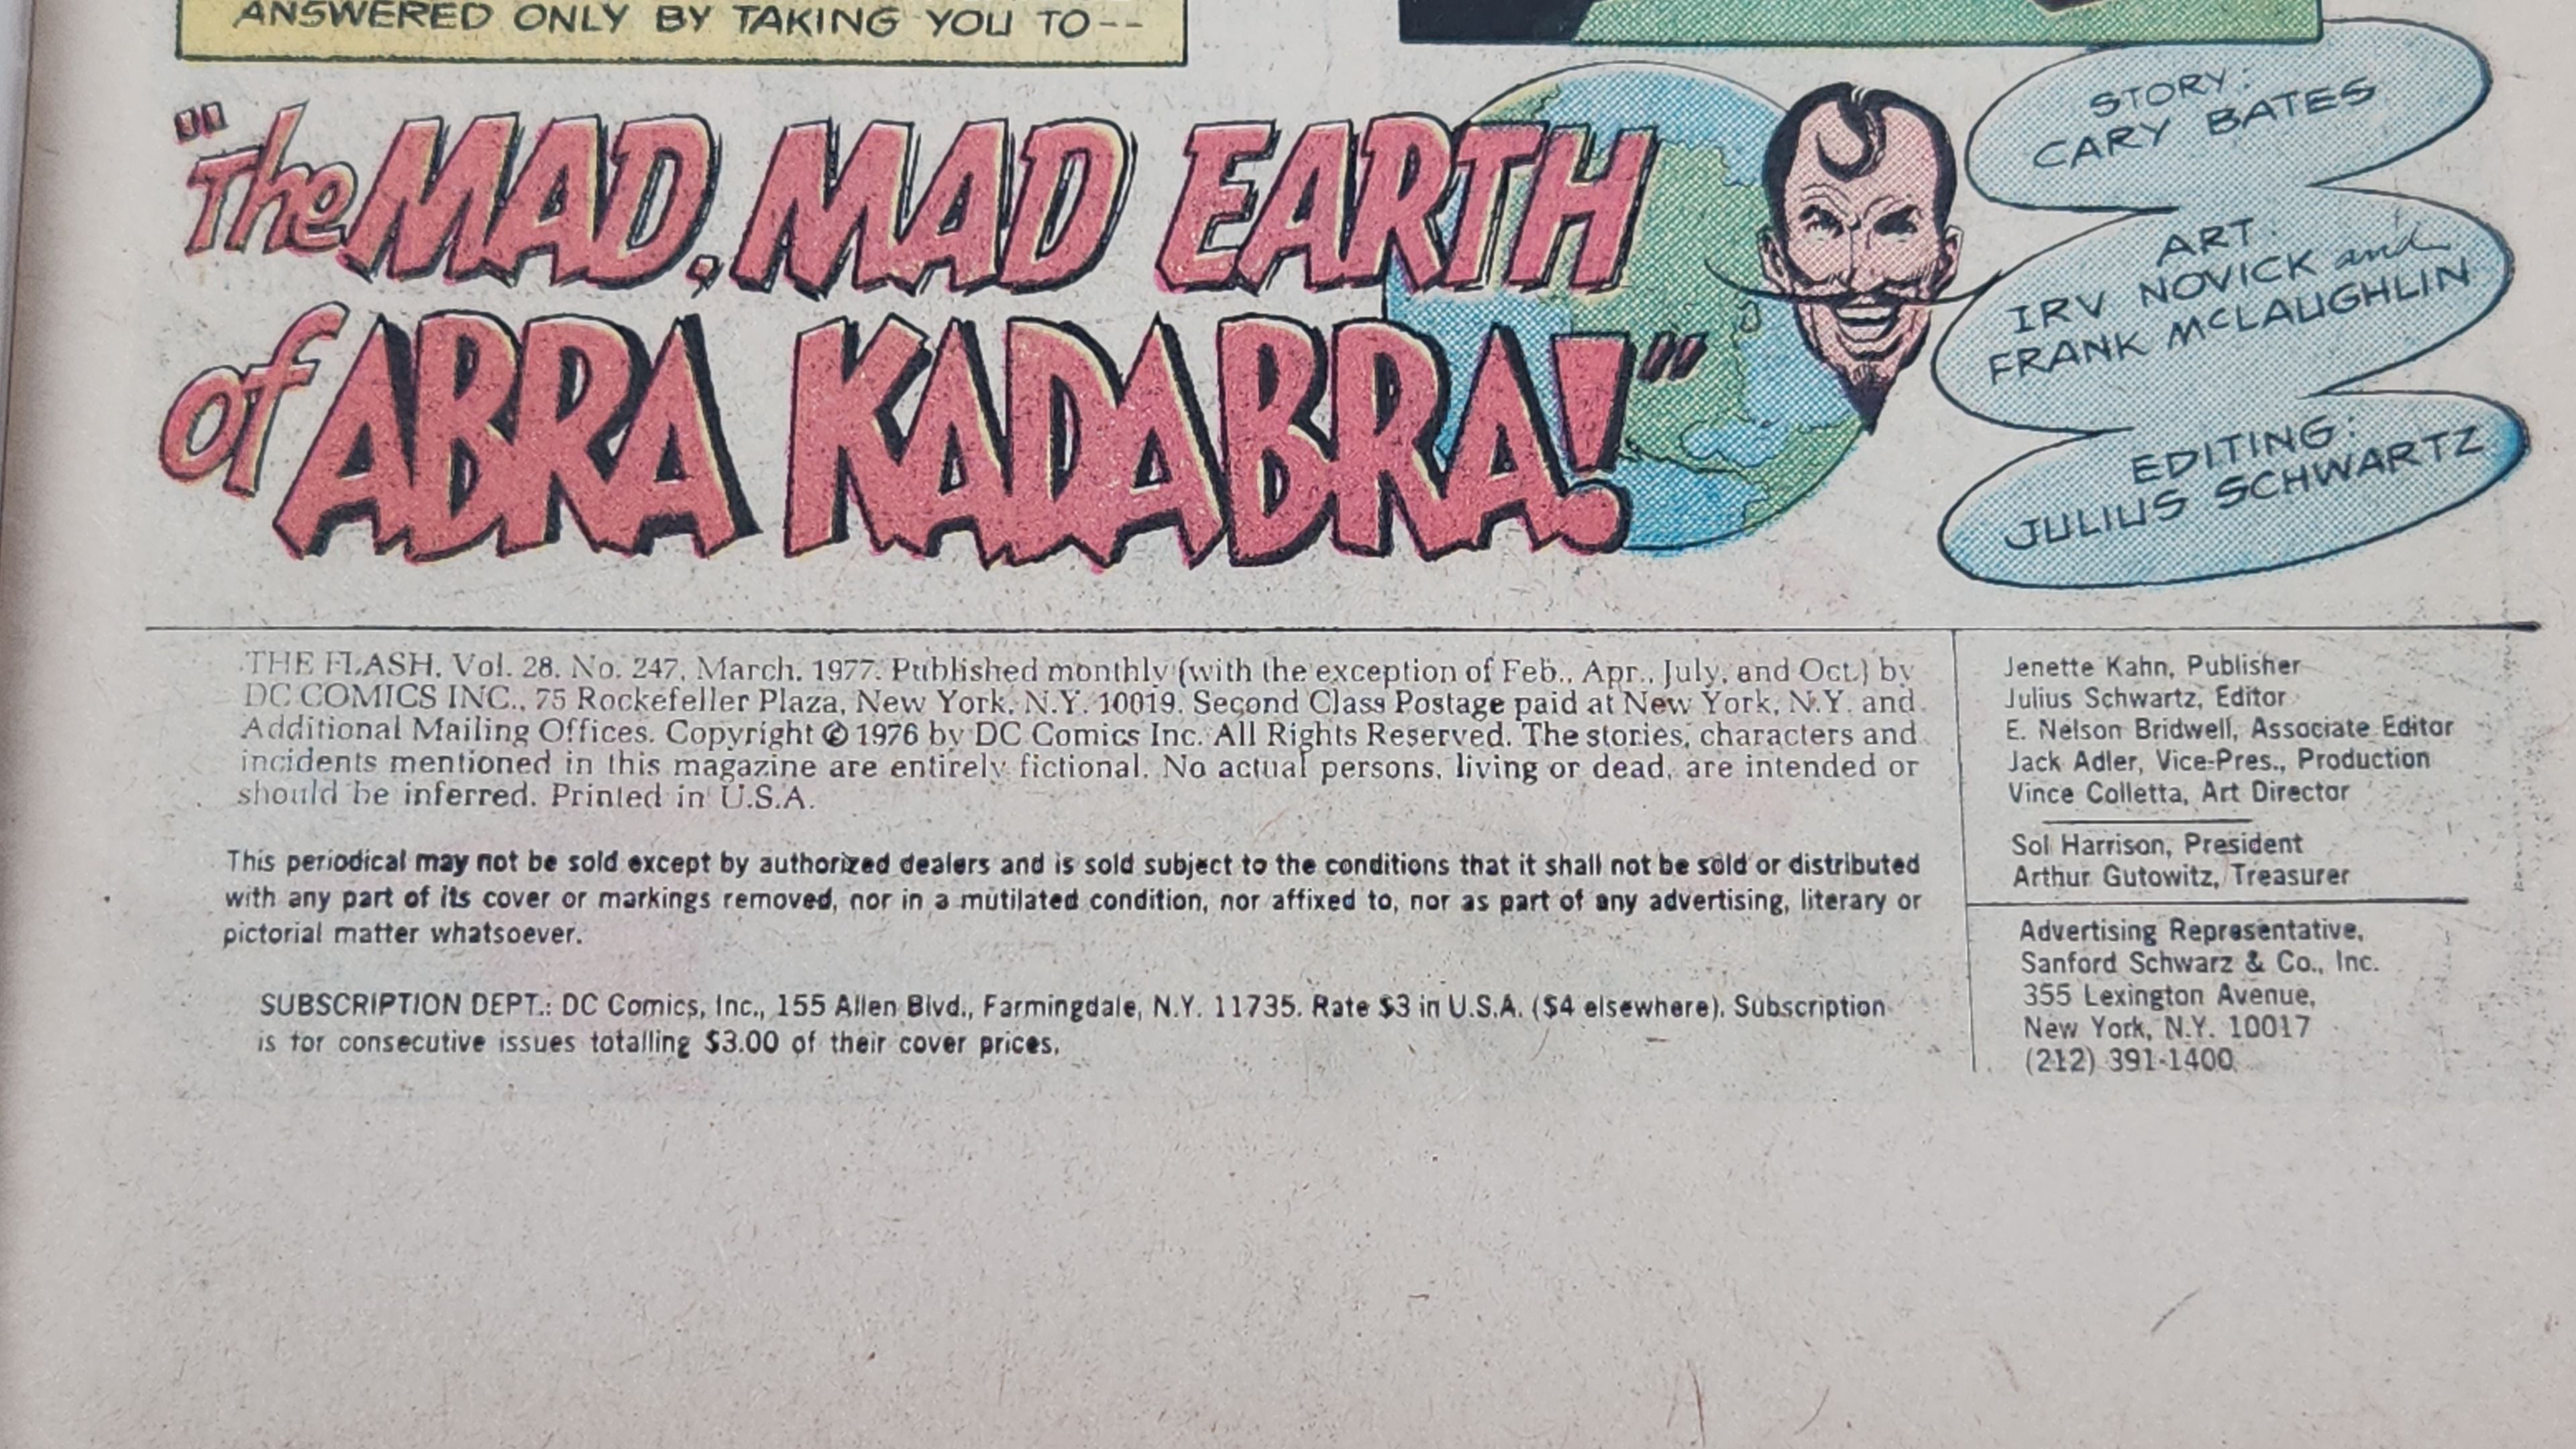 ANSWERED ONLY BY TAKING YOU TO--
"The MAD, MAD EARTH
of ABRA KADABRA!"
STORY:
CARY BATES
ART:
IRV NOVICK and
FRANK McLAUGHLIN
EDITING:
JULIUS SCHWARTZ
THE FLASH, Vol. 28, No. 247, March, 1977. Published monthly (with the exception of Feb., Apr., July, and Oct.) by
DC COMICS INC., 75 Rockefeller Plaza, New York, N.Y. 10019. Second Class Postage paid at New York, N.Y. and
Additional Mailing Offices. Copyright © 1976 by DC Comics Inc. All Rights Reserved. The stories, characters and
incidents mentioned in this magazine are entirely fictional. No actual persons, living or dead, are intended or
should be inferred. Printed in U.S.A.
This periodical may not be sold except by authorized dealers and is sold subject to the conditions that it shall not be sold or distributed
with any part of its cover or markings removed, nor in a mutilated condition, nor affixed to, nor as part of any advertising, literary or
pictorial matter whatsoever.
SUBSCRIPTION DEPT.: DC Comics, Inc., 155 Allen Blvd., Farmingdale, N.Y. 11735. Rate $3 in U.S.A. ($4 elsewhere). Subscription
is for consecutive issues totalling $3.00 of their cover prices.
Jenette Kahn, Publisher
Julius Schwartz, Editor
E. Nelson Bridwell, Associate Editor
Jack Adler, Vice-Pres., Production
Vince Colletta, Art Director
Sol Harrison, President
Arthur Gutowitz, Treasurer
Advertising Representative,
Sanford Schwarz & Co., Inc.
355 Lexington Avenue,
New York, N.Y. 10017
(212) 391-1400